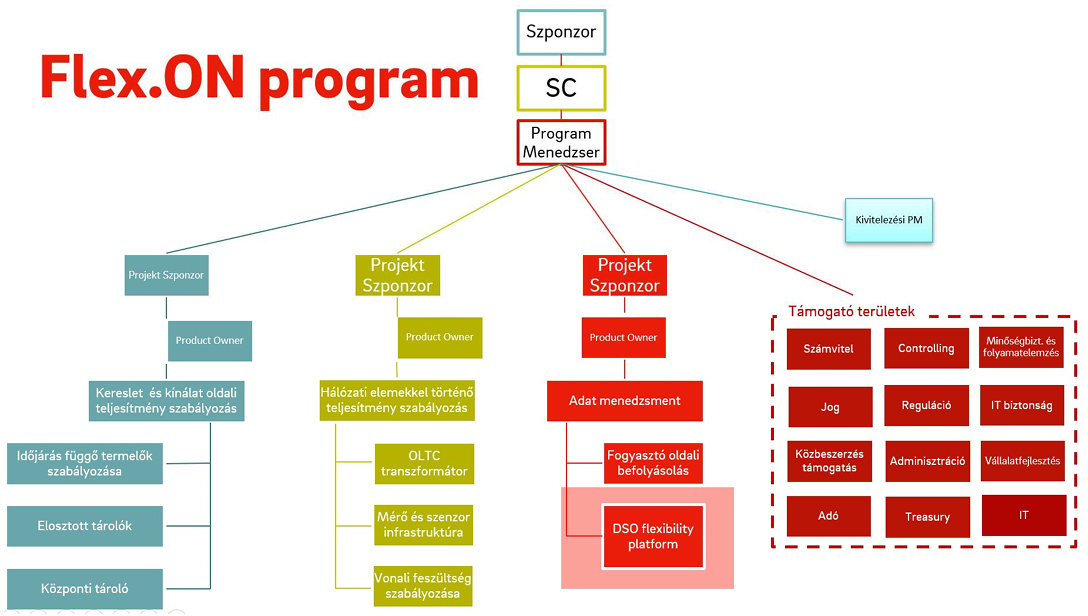 Szponzor
Flex.ON program
SC
Program
Menedzser
Kivitelezési PM
Projekt Szponzor
Product Owner
Kereslet és kínálat oldali
teljesítmény szabályozás
Időjárás függő termelők
szabályozása
Elosztott tárolók
Központi tároló
Projekt
Szponzor
Product Owner
Hálózati elemekkel történő
teljesítmény szabályozás
OLTC
transzformátor
Mérő és szenzor
infrastruktúra
Vonali feszültség
szabályozása
Projekt
Szponzor
Product Owner
Adat menedzsment
Fogyasztó oldali
befolyásolás
DSO flexibility
platform
Támogató területek
Számvitel
Controlling
Minőségbizt. és
folyamatelemzés
Jog
Reguláció
IT biztonság
Közbeszerzés
támogatás
Adminisztráció
Vállalatfejlesztés
Adó
Treasury
IT